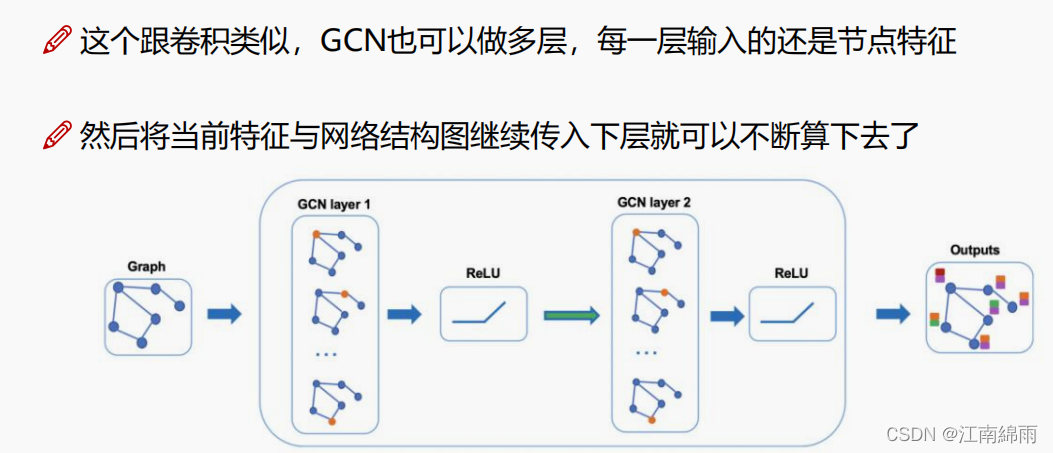 这个跟卷积类似，GCN也可以做多层，每一层输入的还是节点特征
然后将当前特征与网络结构图继续传入下层就可以不断算下去了
GCN layer 1
GCN layer 2
Outputs
Graph
ReLU
ReLU
...
...
CSDN @江南綿雨